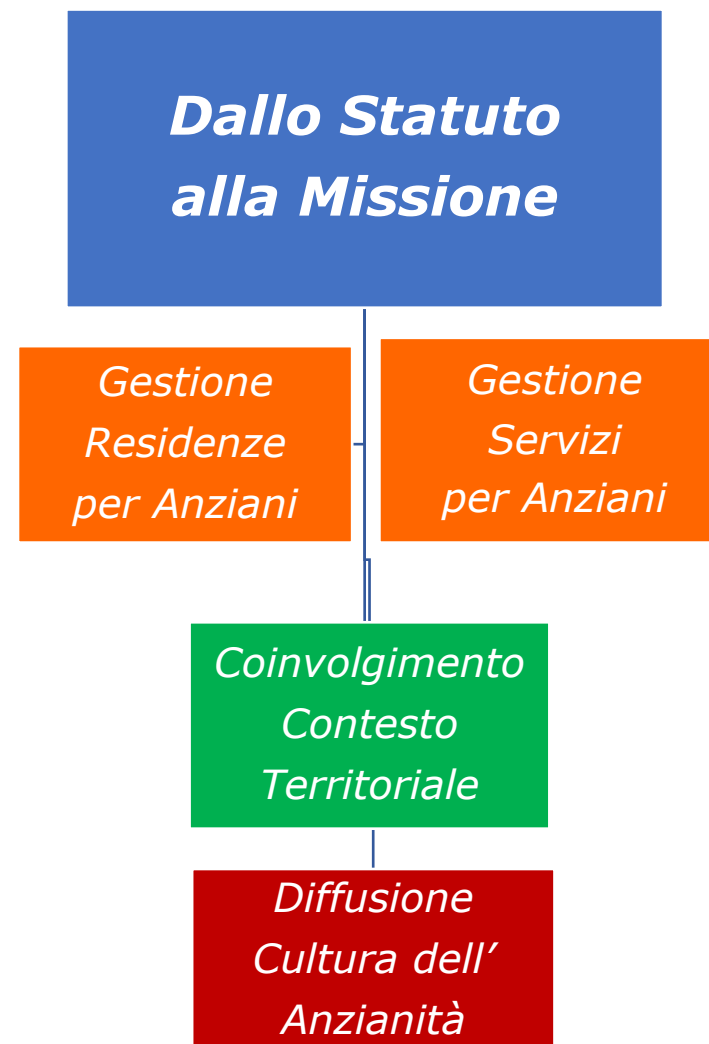 Dallo Statuto
alla Missione
Gestione
Residenze
per Anziani
Gestione
Servizi
per Anziani
Coinvolgimento
Contesto
Territoriale
Diffusione
Cultura dell’
Anzianità